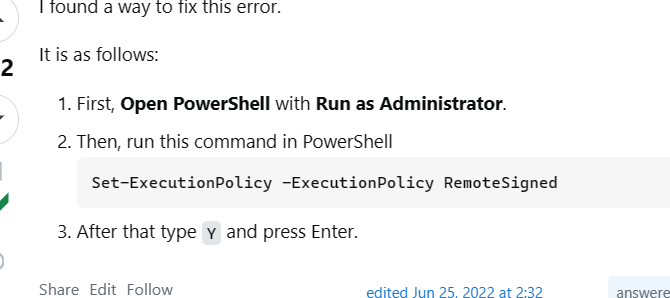 I found a way to fix this error.
2
It is as follows:
1. First, Open PowerShell with Run as Administrator.
2. Then, run this command in PowerShell
Set-ExecutionPolicy -ExecutionPolicy RemoteSigned
3. After that type Y and press Enter.
Share Edit Follow
edited Jun 25, 2022 at 2:32
answere